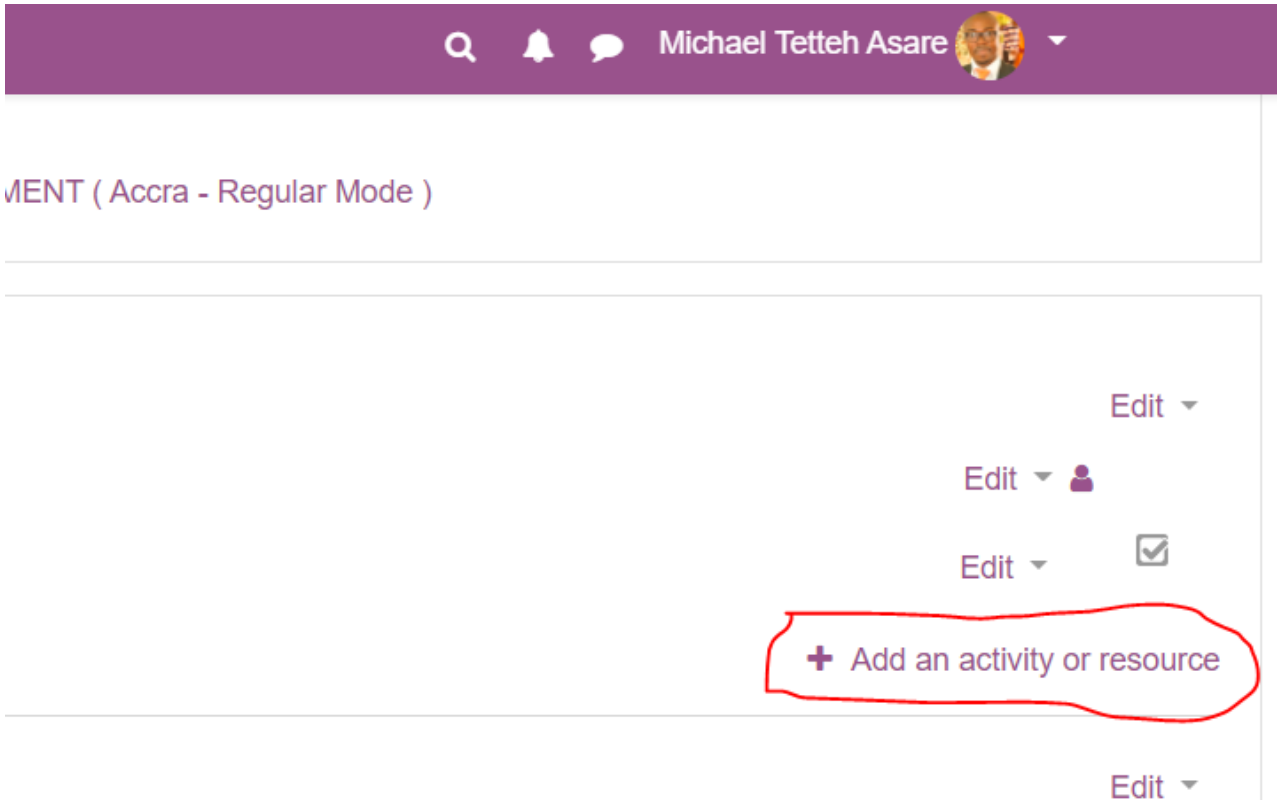 Michael Tetteh Asare
MENT ( Accra - Regular Mode )
Edit
Edit
Edit
+ Add an activity or resource
Edit